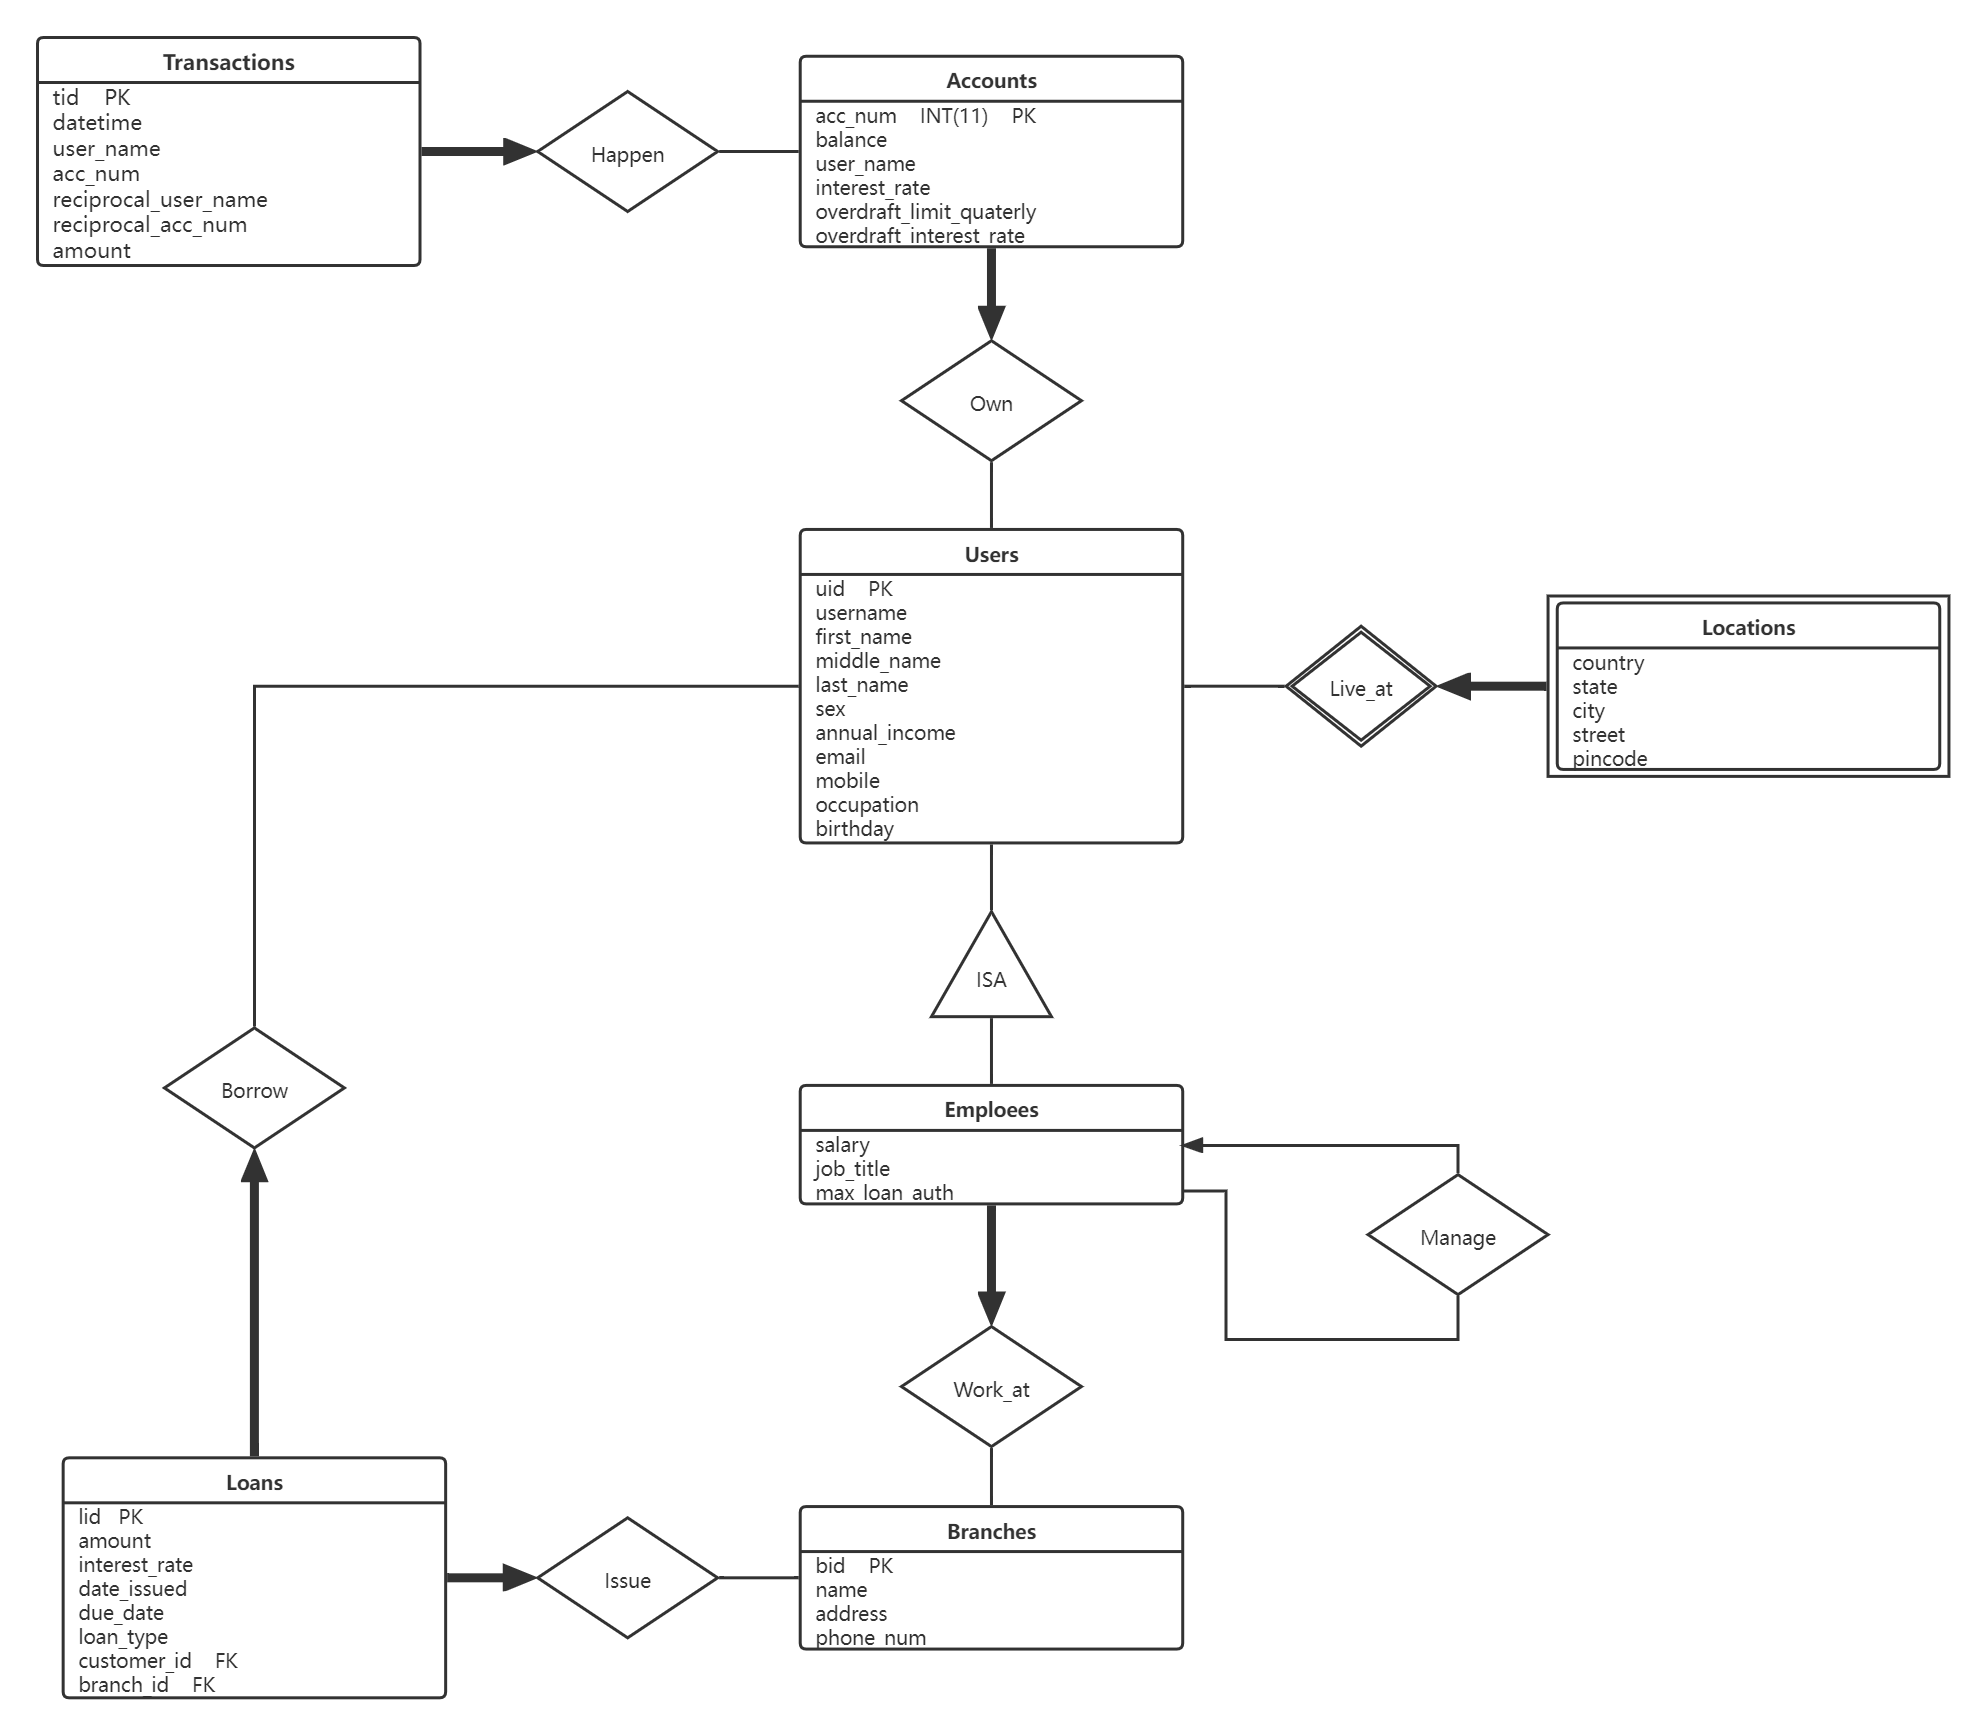 Transactions
tid PK
datetime
user_name
acc_num
reciprocal_user_name
reciprocal_acc_num
amount
Happen
Accounts
acc_num INT(11) PK
balance
user_name
interest_rate
overdraft_limit_quaterly
overdraft_interest_rate
Own
Users
uid PK
username
first_name
middle_name
last_name
sex
annual_income
email
mobile
occupation
birthday
Live_at
Locations
country
state
city
street
pincode
ISA
Borrow
Emploees
salary
job_title
max_loan_auth
Manage
Work_at
Loans
lid PK
amount
interest_rate
date_issued
due_date
loan_type
customer_id FK
branch_id FK
Issue
Branches
bid PK
name
address
phone_num